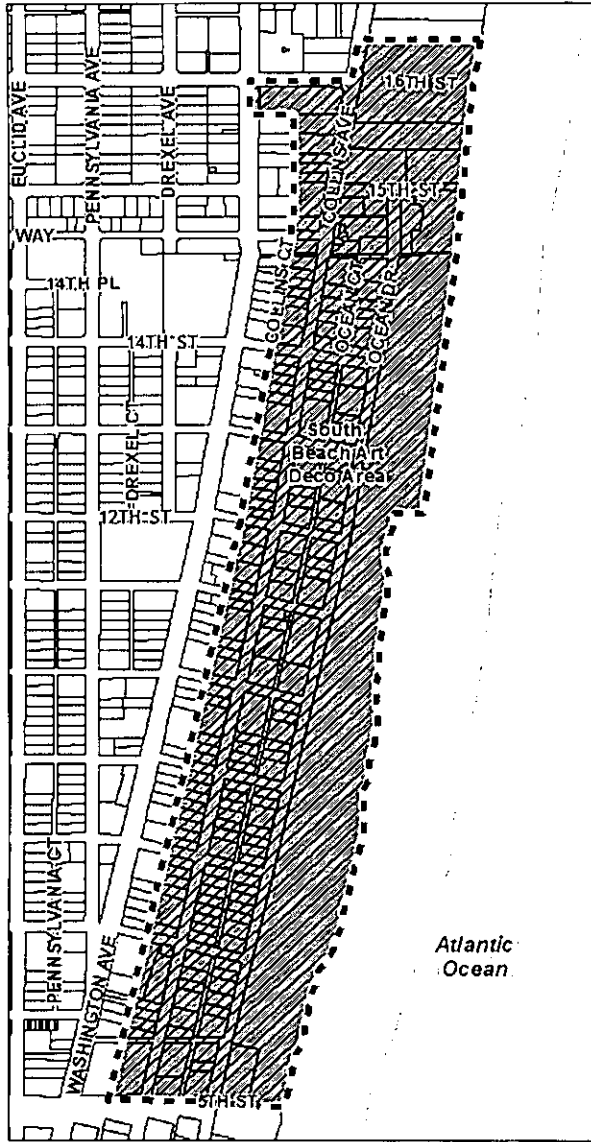 EUCLID AVE
PENNSYLVANIA AVE
DREXEL AVE
COLLINS AVE
16TH ST
15TH ST
WAY
14TH PL
COLLINS CT
OCEAN CT
OCEAN DR
14TH ST
DREXEL CT
South
Beach Art
Deco Area
12TH ST
PENNSYLVANIA CT
WASHINGTON AVE
Atlantic
Ocean
5TH ST